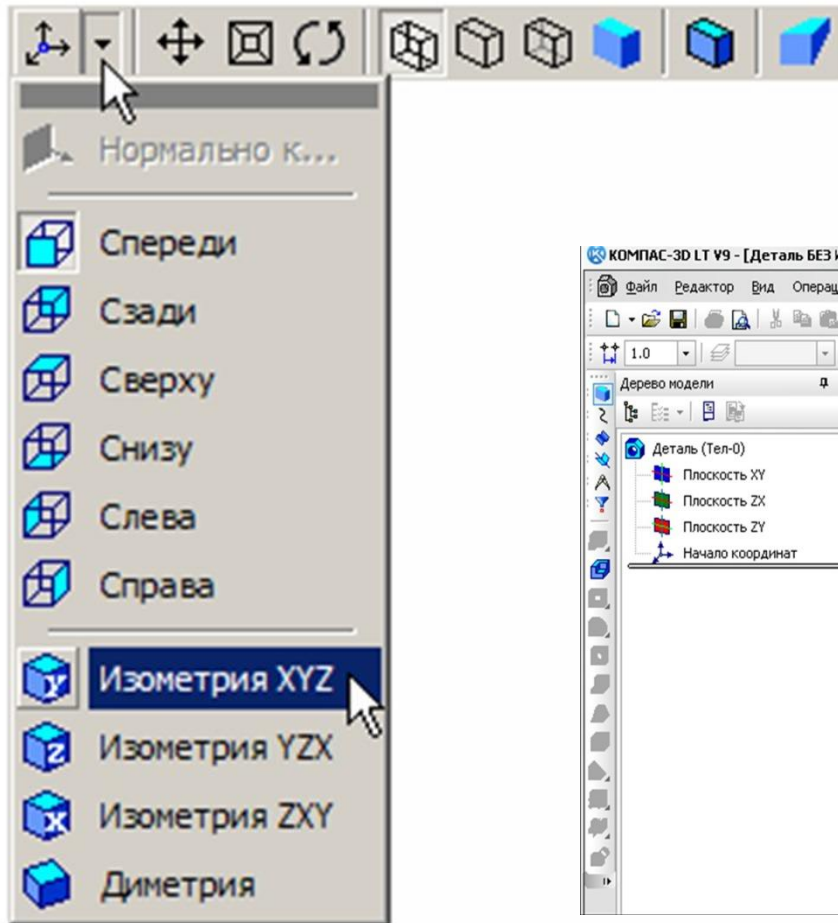 Нормально к...
Спереди
Сзади
Сверху
Снизу
Слева
Справа
Изометрия XYZ
Изометрия YZX
Изометрия ZXY
Диметрия
КОМПАС-3D LT V9 - [Деталь БЕЗ И
Файл Редактор Вид Операц
1.0
Дерево модели
Деталь (Тел-0)
Плоскость XY
Плоскость ZX
Плоскость ZY
Начало координат